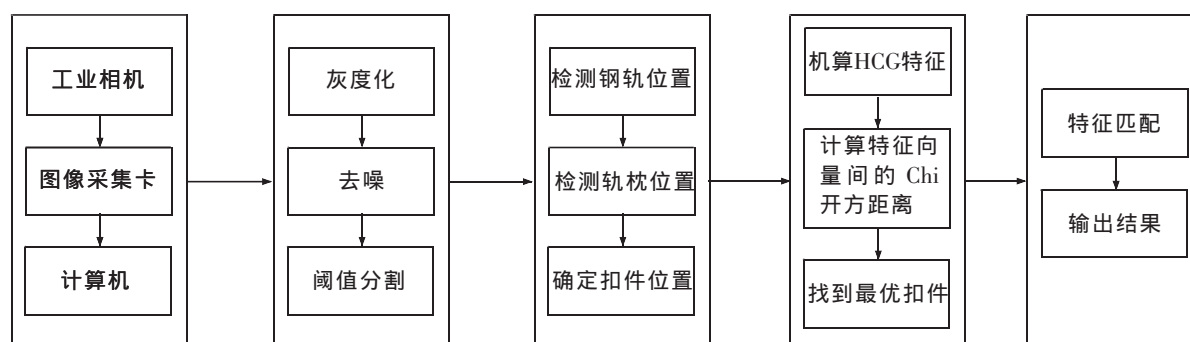 工业相机
图像采集卡
计算机
灰度化
去噪
阈值分割
检测钢轨位置
检测轨枕位置
确定扣件位置
机算HCG特征
计算特征向
量间的 Chi
开方距离
找到最优扣件
特征匹配
输出结果